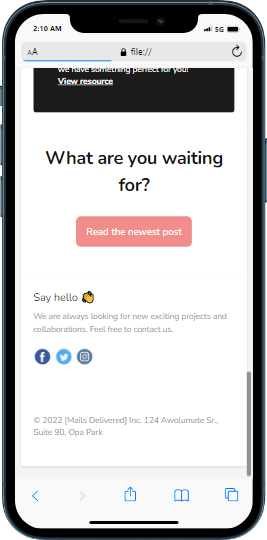 2:10 AM
5G
AA
file://
we have something perfect for you!
View resource
What are you waiting
for?
Read the newest post
Say hello 👏
We are always looking for new exciting projects and
collaborations. Feel free to contact us.
© 2022 [Mails Delivered] Inc. 124 Awolumate Sr.,
Suite 90, Opa Park